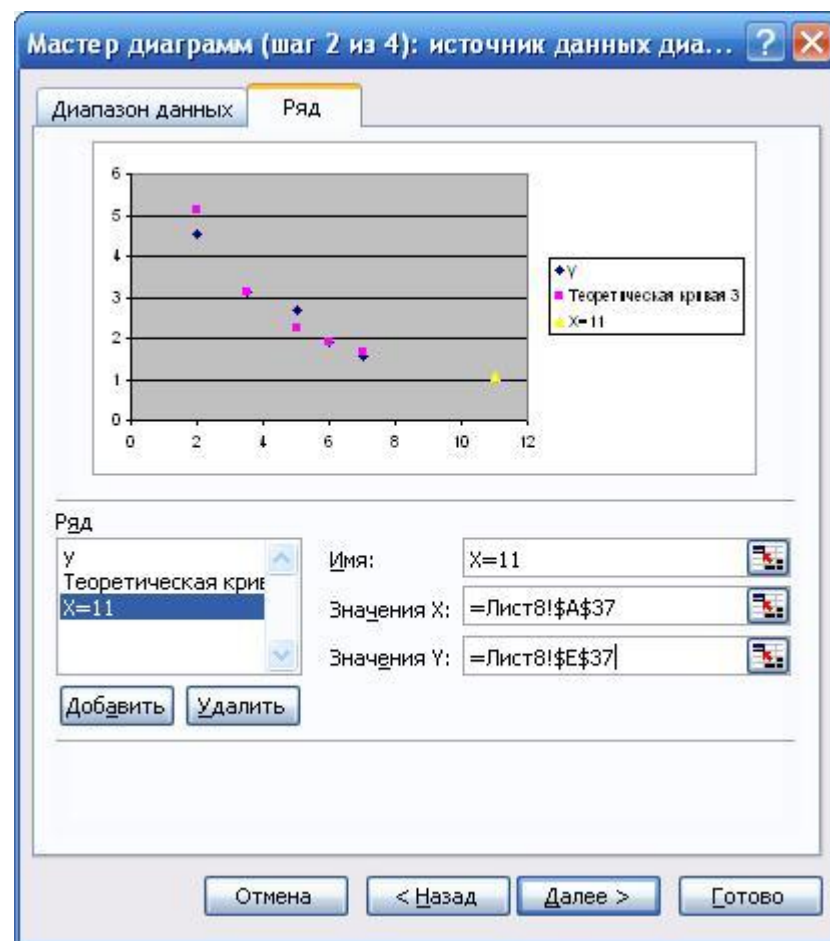 Мастер диаграмм (шаг 2 из 4): источник данных диа...
Диапазон данных
Ряд
6
5
4
3
2
1
0
0 2 4 6 8 10 12
Y
Теоретическая кривая 3
X=11
Ряд
Y
Теоретическая крив
X=11
Имя:
X=11
Значения X:
=Лист8!$A$37
Значения Y:
=Лист8!$E$37
Добавить
Удалить
Отмена
< Назад
Далее >
Готово